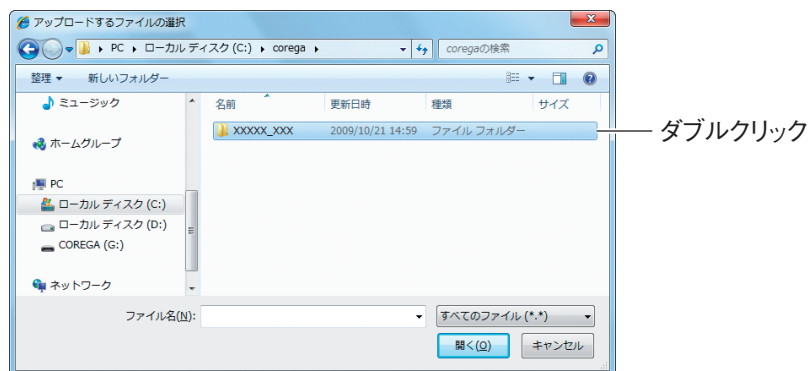 アップロードするファイルの選択
PC ▸ ローカル ディスク (C:) ▸ corega ▸
coregaの検索
整理 ▼ 新しいフォルダー
ミュージック
ホームグループ
PC
ローカル ディスク (C:)
ローカル ディスク (D:)
COREGA (G:)
ネットワーク
名前 更新日時 種類 サイズ
XXXXX_XXX 2009/10/21 14:59 ファイル フォルダー
ダブルクリック
ファイル名(N):
すべてのファイル (*.*)
開く(O) キャンセル